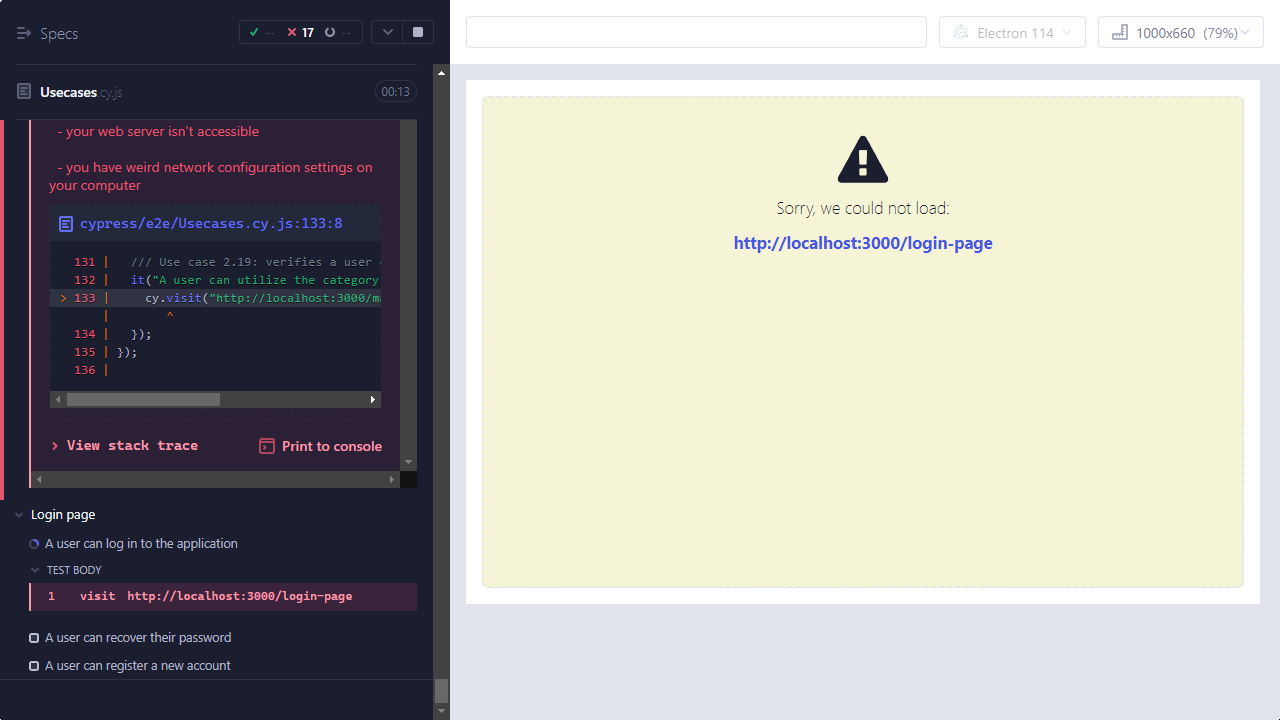 Specs
-- 17 --
Electron 114
1000x660 (79%)
Usecases.cy.js
00:13
- your web server isn't accessible
- you have weird network configuration settings on
your computer
cypress/e2e/Usecases.cy.js:133:8
131 | /// Use case 2.19: verifies a user
132 | it("A user can utilize the category
> 133 | cy.visit("http://localhost:3000/m
| ^
134 | });
135 | });
136 |
View stack trace
Print to console
Login page
A user can log in to the application
TEST BODY
1 visit http://localhost:3000/login-page
A user can recover their password
A user can register a new account
Sorry, we could not load:
http://localhost:3000/login-page